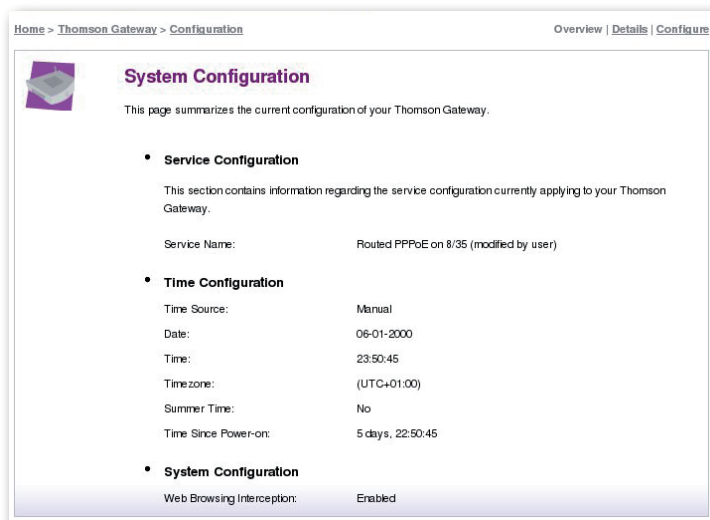 Home > Thomson Gateway > Configuration
Overview | Details | Configure
System Configuration
This page summarizes the current configuration of your Thomson Gateway.
• Service Configuration
This section contains information regarding the service configuration currently applying to your Thomson
Gateway.
Service Name: Routed PPPoE on 8/35 (modified by user)
• Time Configuration
Time Source: Manual
Date: 06-01-2000
Time: 23:50:45
Timezone: (UTC+01:00)
Summer Time: No
Time Since Power-on: 5 days, 22:50:45
• System Configuration
Web Browsing Interception: Enabled